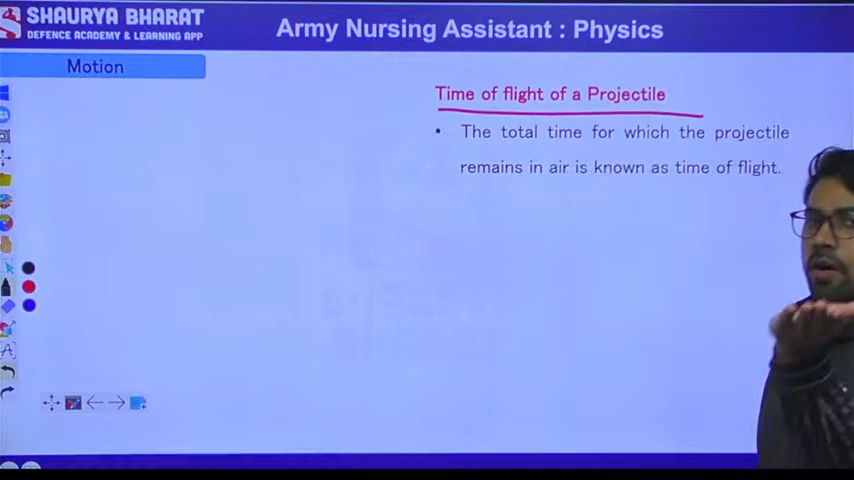 SHAURYA BHARAT
DEFENCE ACADEMY & LEARNING APP
Army Nursing Assistant : Physics
Motion
Time of flight of a Projectile
• The total time for which the projectile
remains in air is known as time of flight.